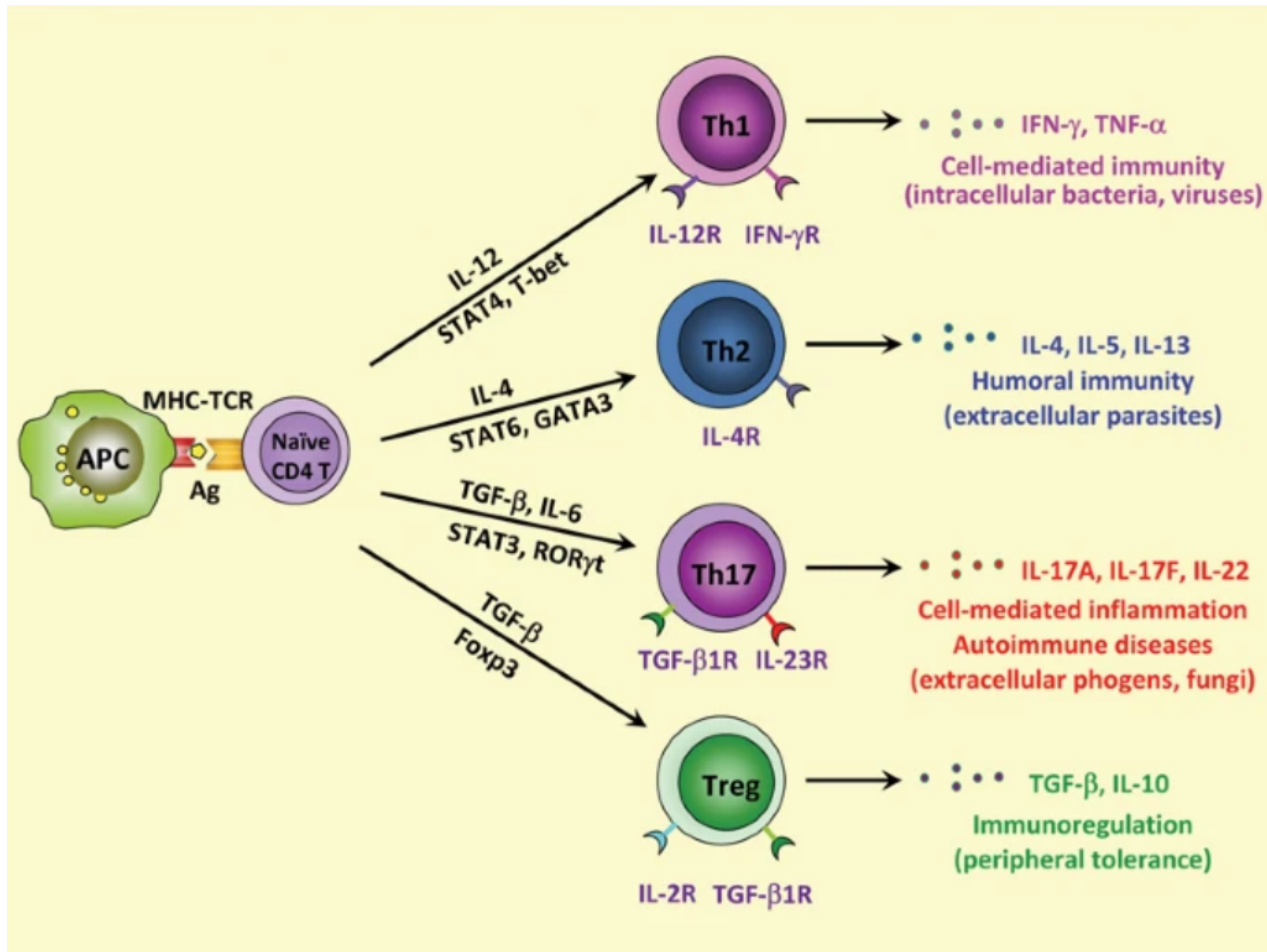 MHC-TCR
APC
Ag
Naïve
CD4 T
IL-12
STAT4, T-bet
IL-4
STAT6, GATA3
TGF-β, IL-6
STAT3, RORγt
TGF-β
Foxp3
Th1
IL-12R IFN-γR
IFN-γ, TNF-α
Cell-mediated immunity
(intracellular bacteria, viruses)
Th2
IL-4R
IL-4, IL-5, IL-13
Humoral immunity
(extracellular parasites)
Th17
TGF-β1R IL-23R
IL-17A, IL-17F, IL-22
Cell-mediated inflammation
Autoimmune diseases
(extracellular phogens, fungi)
Treg
IL-2R TGF-β1R
TGF-β, IL-10
Immunoregulation
(peripheral tolerance)